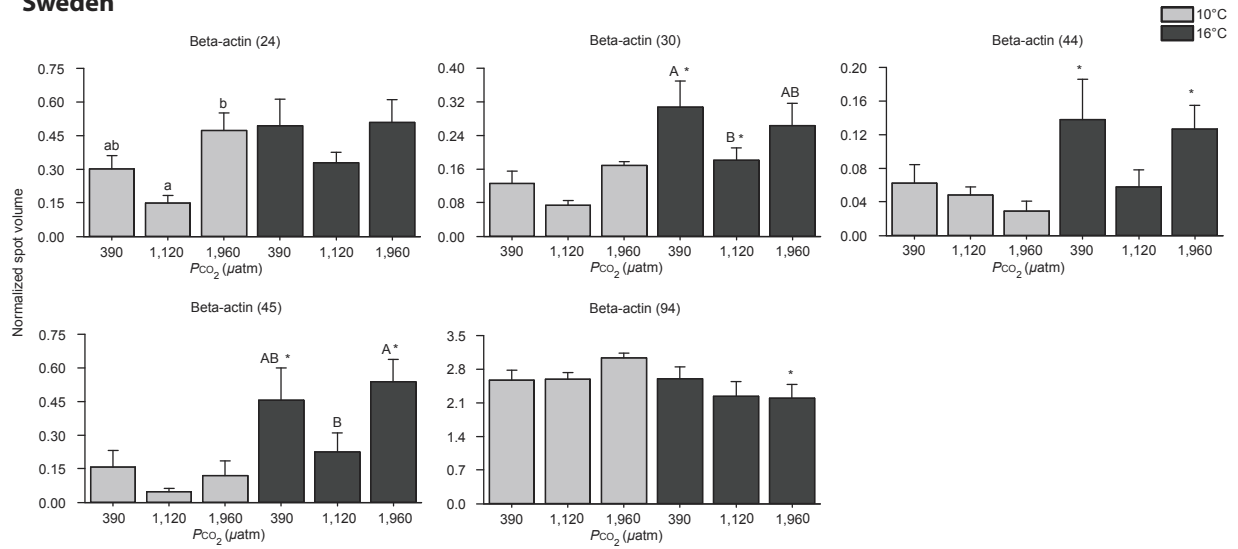 Sweden
10°C
16°C
Beta-actin (24)
0.75
0.60
0.45
0.30
0.15
0.00
ab
a
b
390 1,120 1,960 390 1,120 1,960
PCO2 (µatm)
Beta-actin (30)
0.40
0.32
0.24
0.16
0.08
0.00
A *
B *
AB
390 1,120 1,960 390 1,120 1,960
PCO2 (µatm)
Beta-actin (44)
0.20
0.16
0.12
0.08
0.04
0.00
*
*
390 1,120 1,960 390 1,120 1,960
PCO2 (µatm)
Normalized spot volume
Beta-actin (45)
0.75
0.60
0.45
0.30
0.15
0.00
AB *
B
A *
390 1,120 1,960 390 1,120 1,960
PCO2 (µatm)
Beta-actin (94)
3.5
2.8
2.1
1.4
0.7
0.0
*
390 1,120 1,960 390 1,120 1,960
PCO2 (µatm)